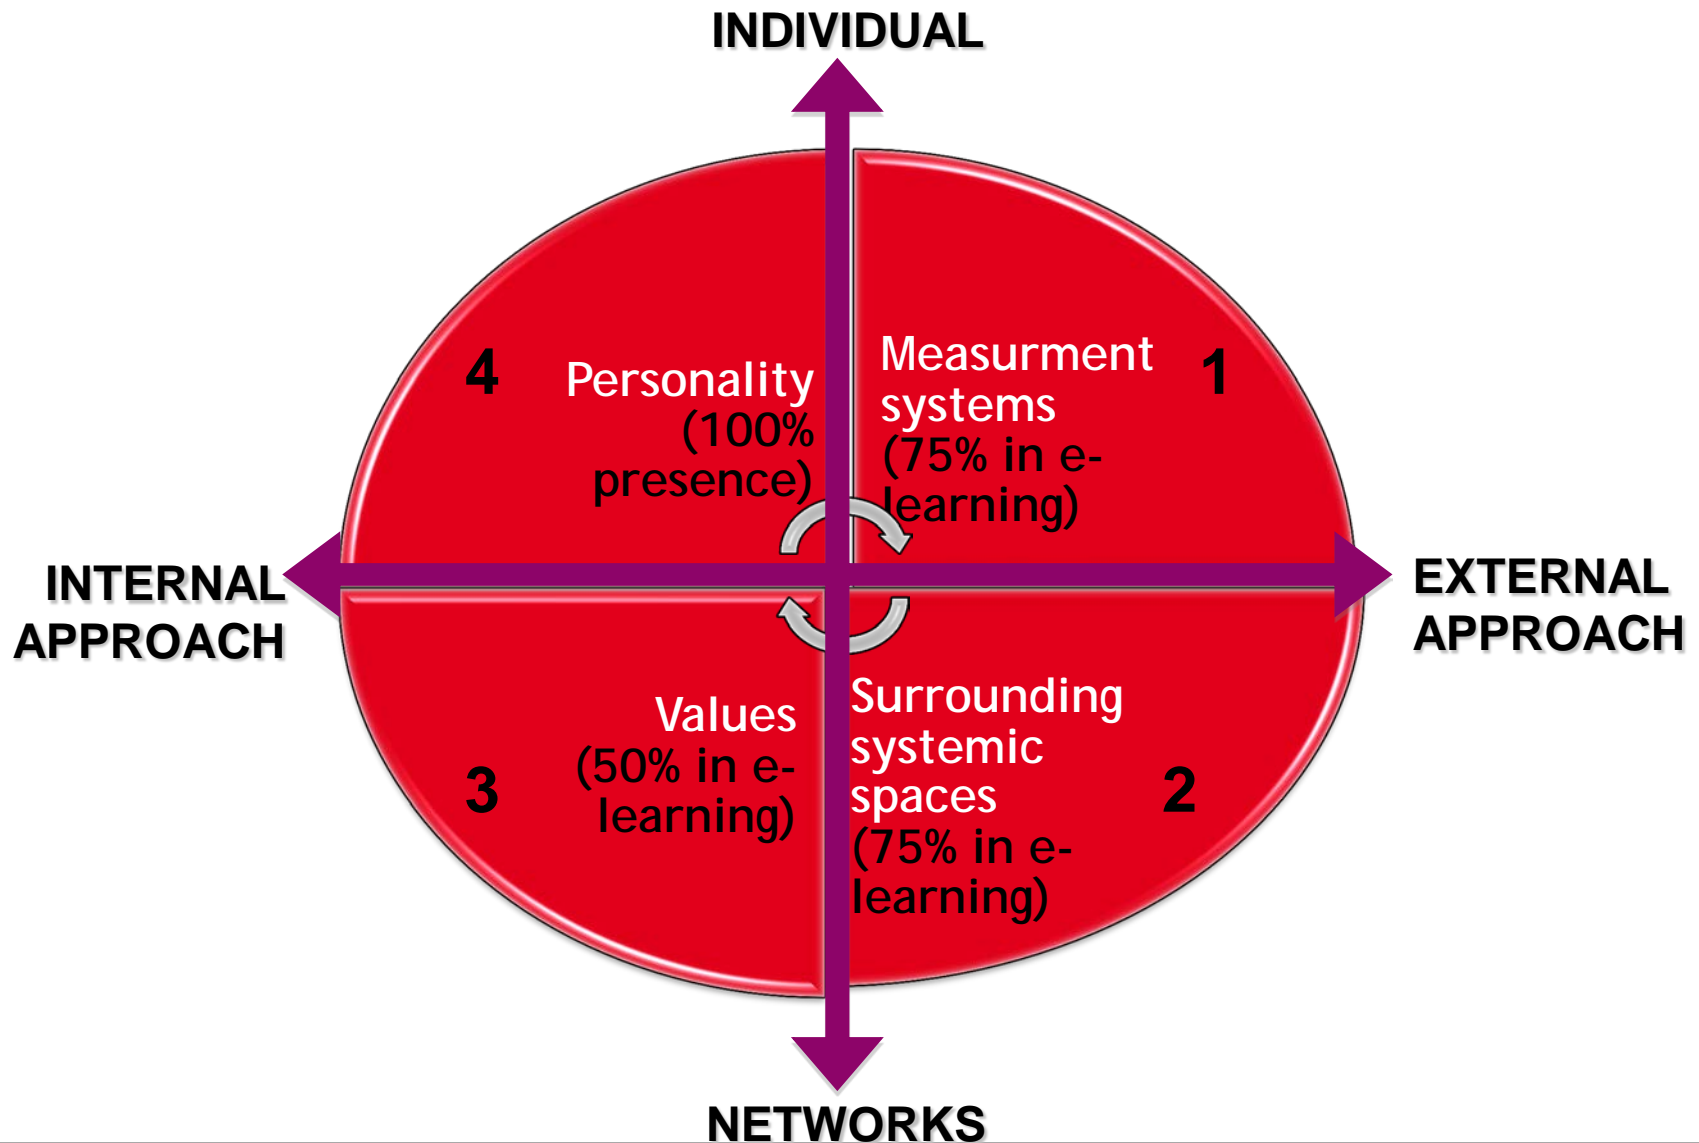 INDIVIDUAL
4
Personality
(100%
presence)
Measurment
systems
(75% in e-
learning)
1
INTERNAL
APPROACH
EXTERNAL
APPROACH
3
Values
(50% in e-
learning)
Surrounding
systemic
spaces
(75% in e-
learning)
2
NETWORKS